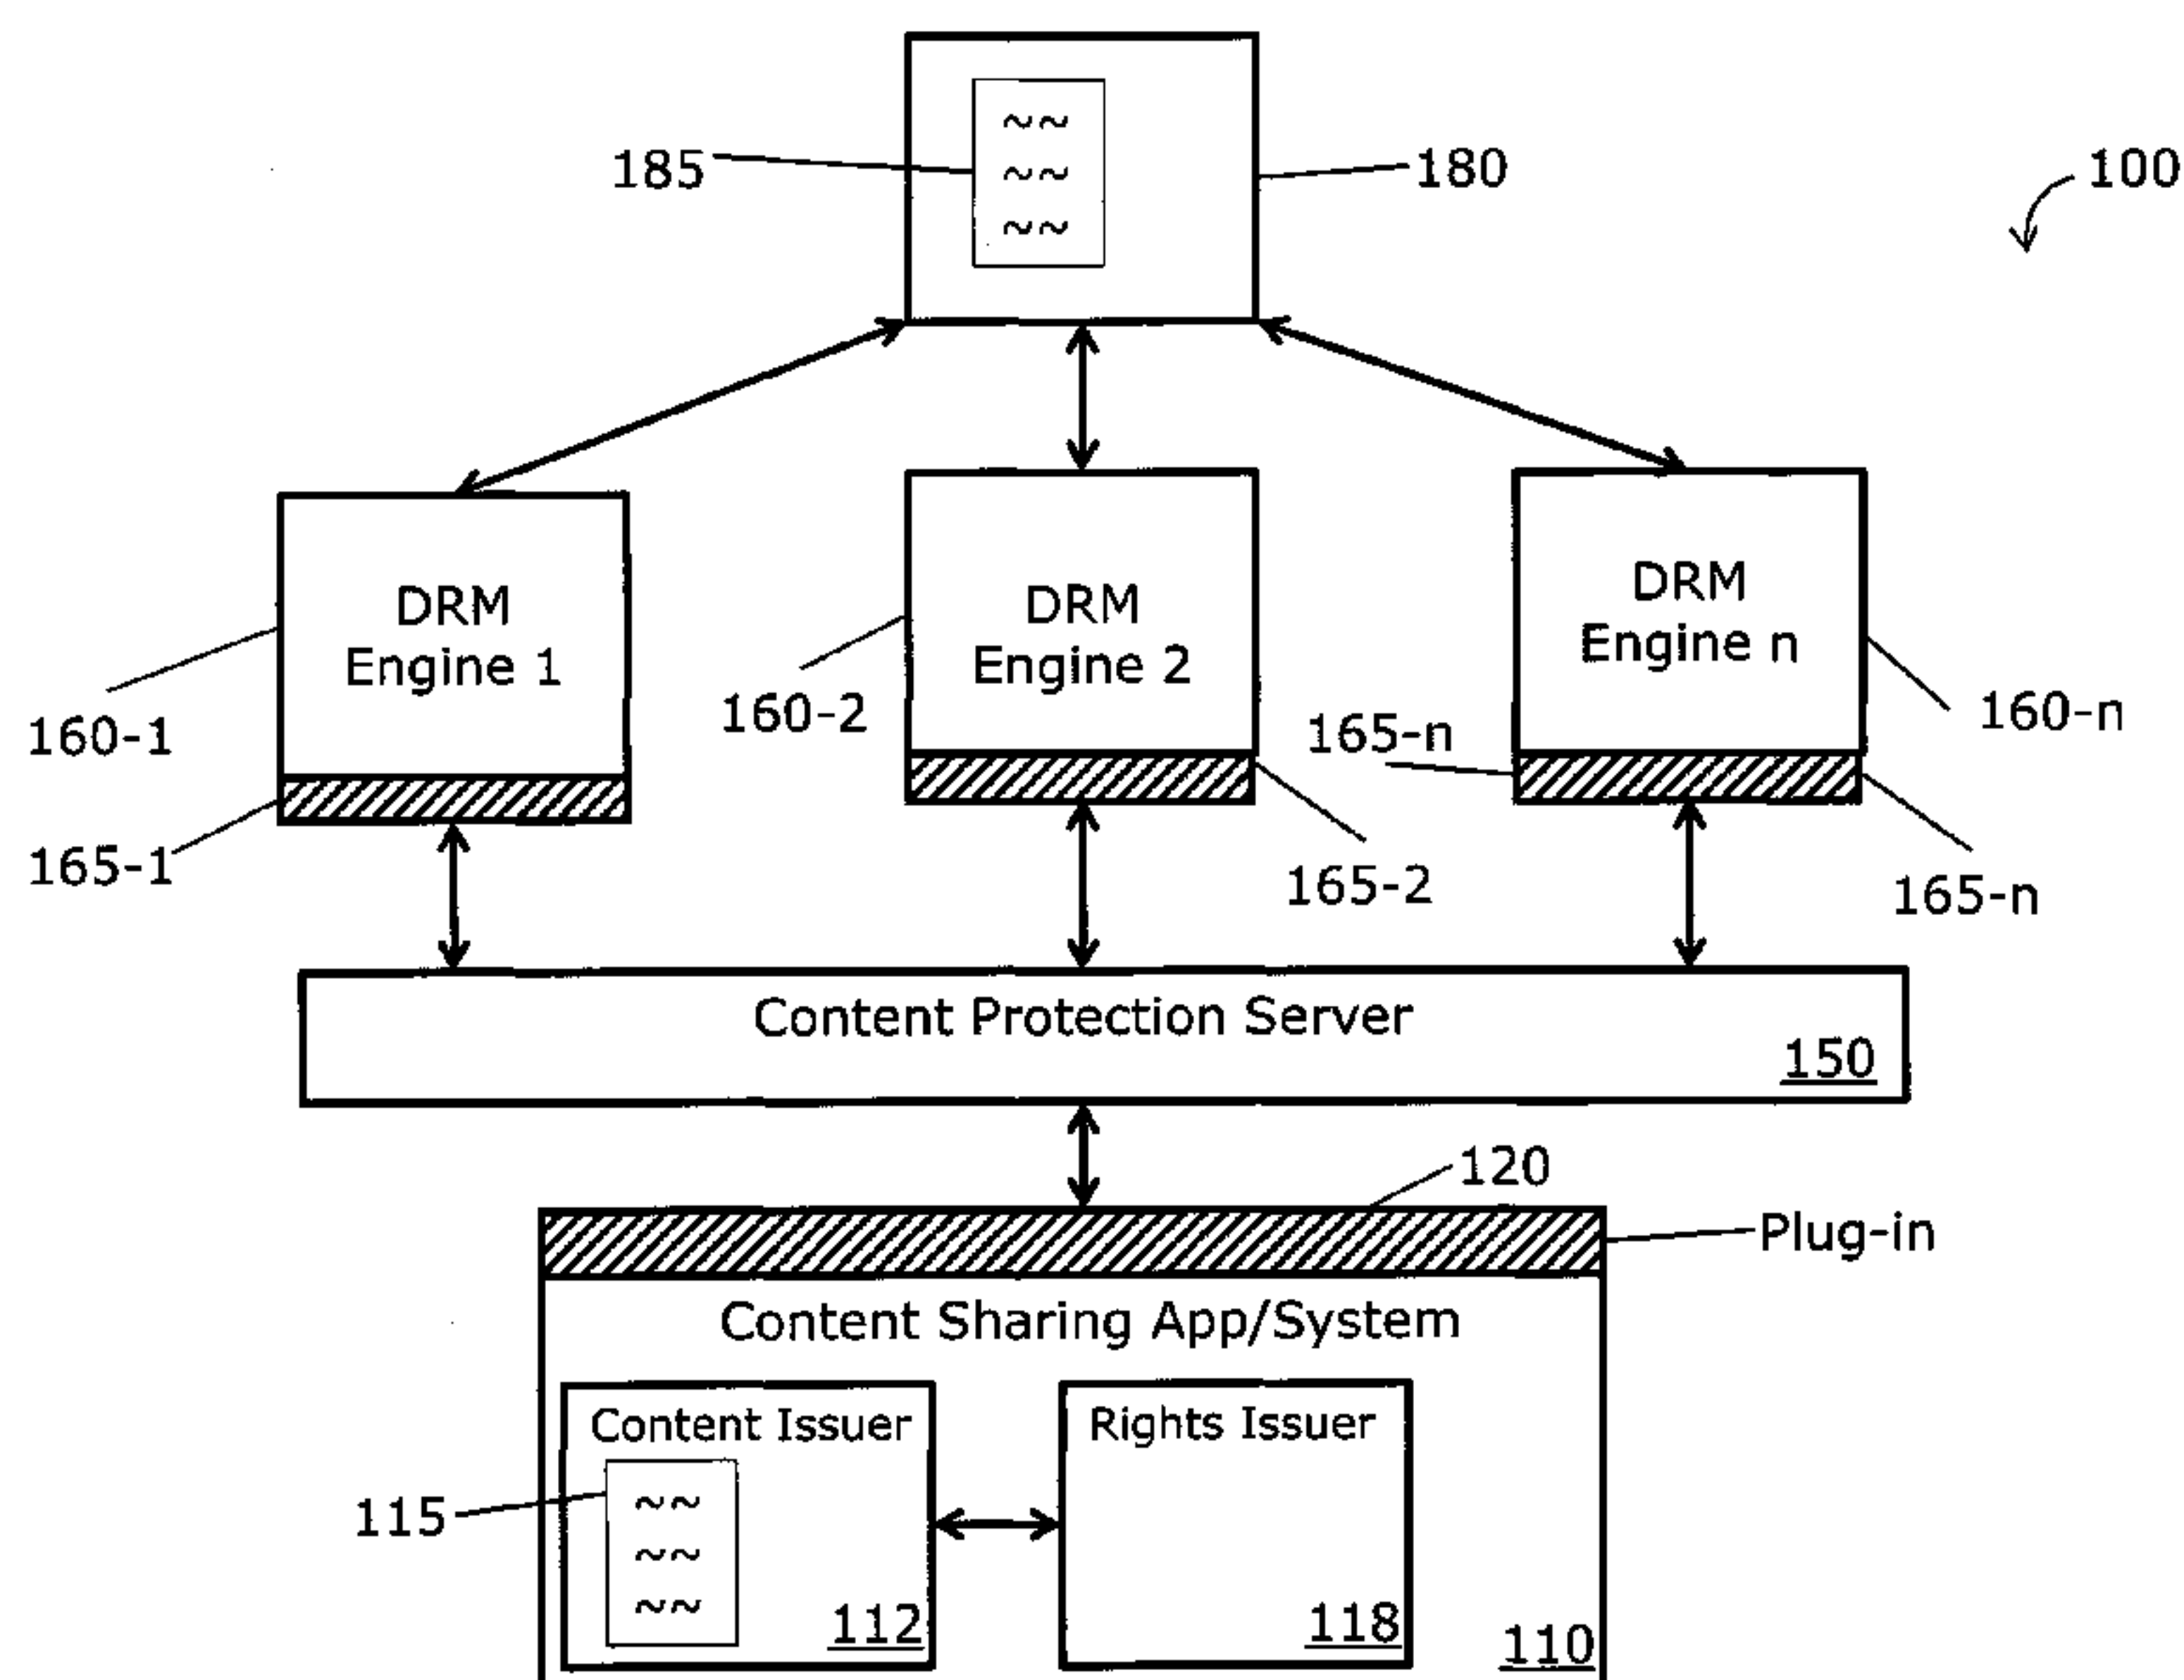 185
180
100
DRM
Engine 1
DRM
Engine 2
DRM
Engine n
160-1
160-2
165-n
160-n
165-1
165-2
165-n
Content Protection Server
150
120
Plug-in
Content Sharing App/System
Content Issuer
Rights Issuer
115
112
118
110